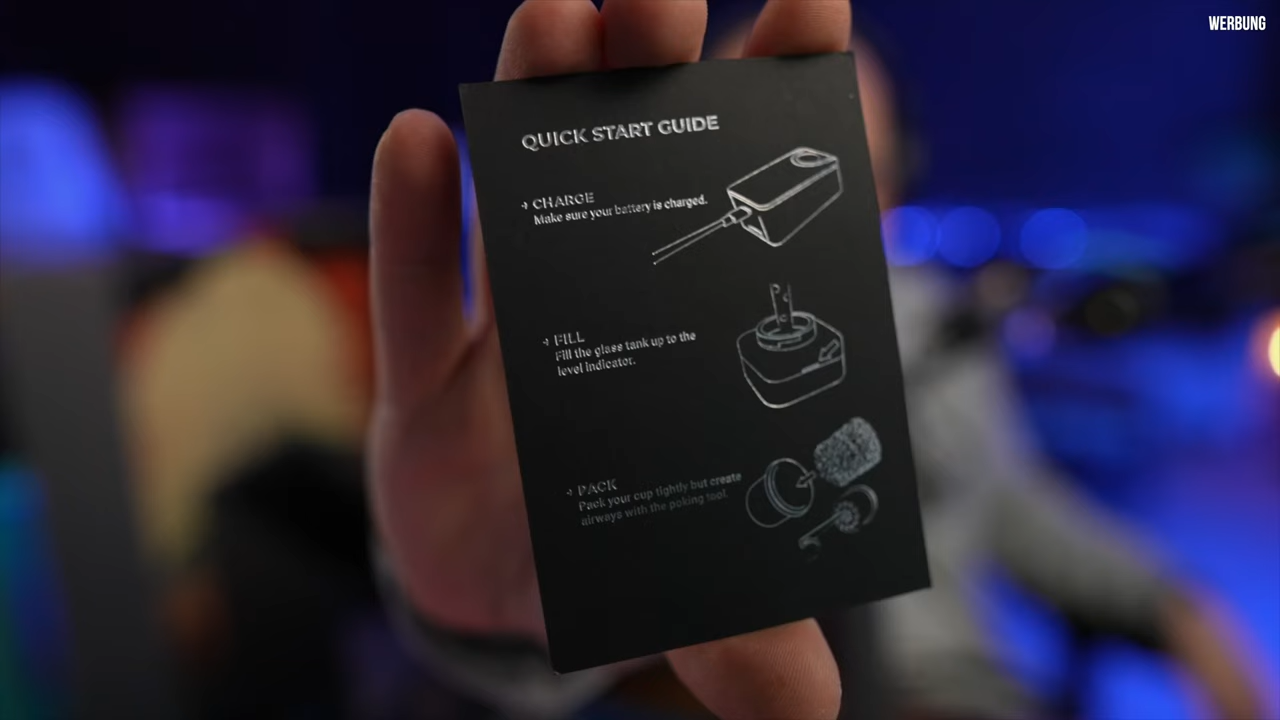 WERBUNG
QUICK START GUIDE
→ CHARGE
Make sure your battery is charged.
→ FILL
Fill the glass tank up to the
level indicator.
→ PACK
Pack your cup tightly but create
airways with the poking tool.